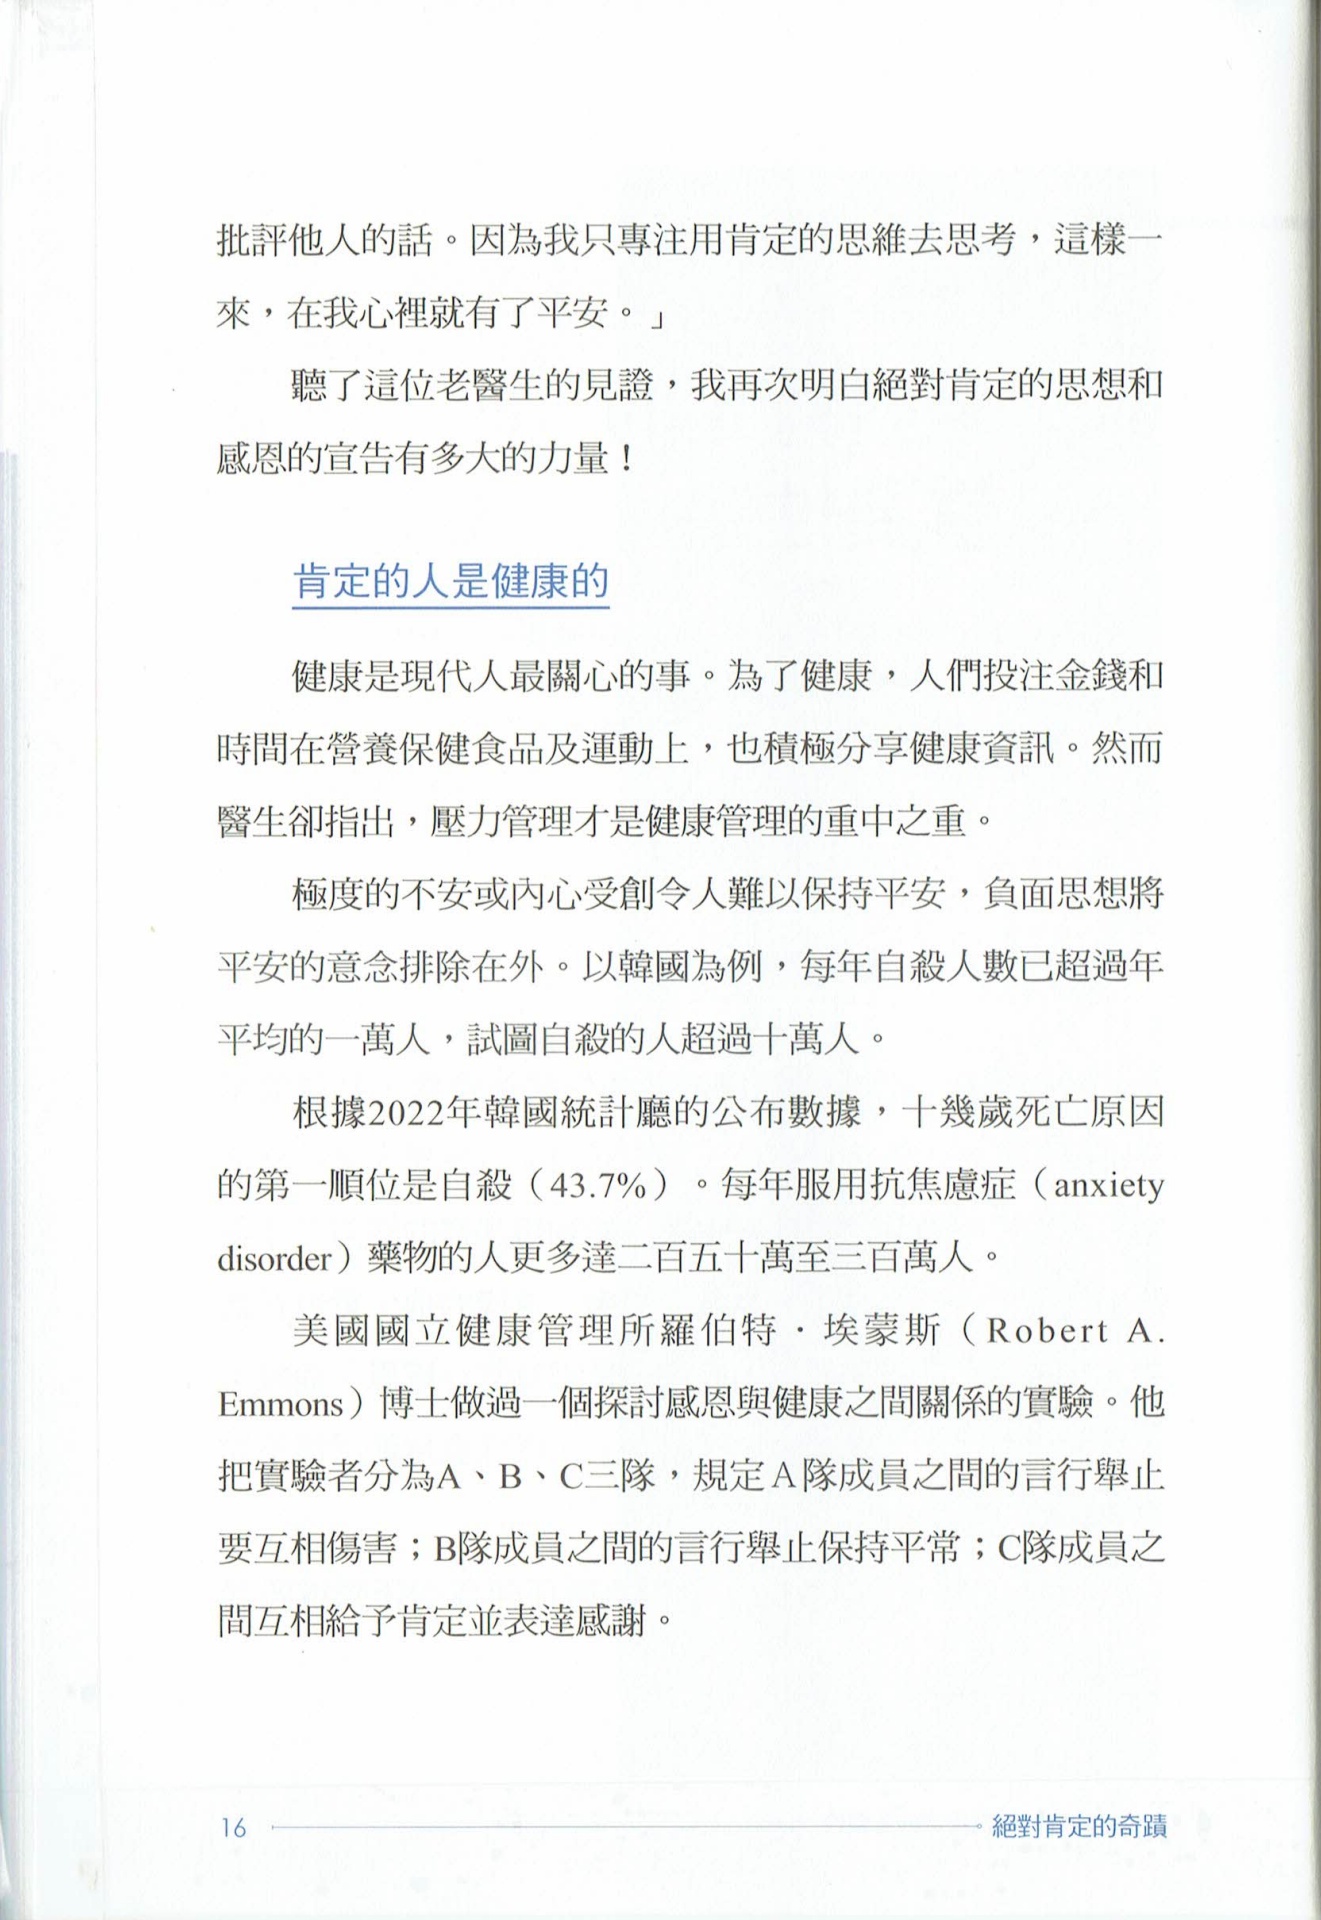 批評他人的話。因為我只專注用肯定的思維去思考，這樣一
來，在我心裡就有了平安。」
聽了這位老醫生的見證，我再次明白絕對肯定的思想和
感恩的宣告有多大的力量！
肯定的人是健康的
健康是現代人最關心的事。為了健康，人們投注金錢和
時間在營養保健食品及運動上，也積極分享健康資訊。然而
醫生卻指出，壓力管理才是健康管理的重中之重。
極度的不安或內心受創令人難以保持平安，負面思想將
平安的意念排除在外。以韓國為例，每年自殺人數已超過年
平均的一萬人，試圖自殺的人超過十萬人。
根據2022年韓國統計廳的公布數據，十幾歲死亡原因
的第一順位是自殺（43.7%）。每年服用抗焦慮症（anxiety
disorder）藥物的人更多達二百五十萬至三百萬人。
美國國立健康管理所羅伯特．埃蒙斯（Robert A.
Emmons）博士做過一個探討感恩與健康之間關係的實驗。他
把實驗者分為A、B、C三隊，規定A隊成員之間的言行舉止
要互相傷害；B隊成員之間的言行舉止保持平常；C隊成員之
間互相給予肯定並表達感謝。
16 絕對肯定的奇蹟